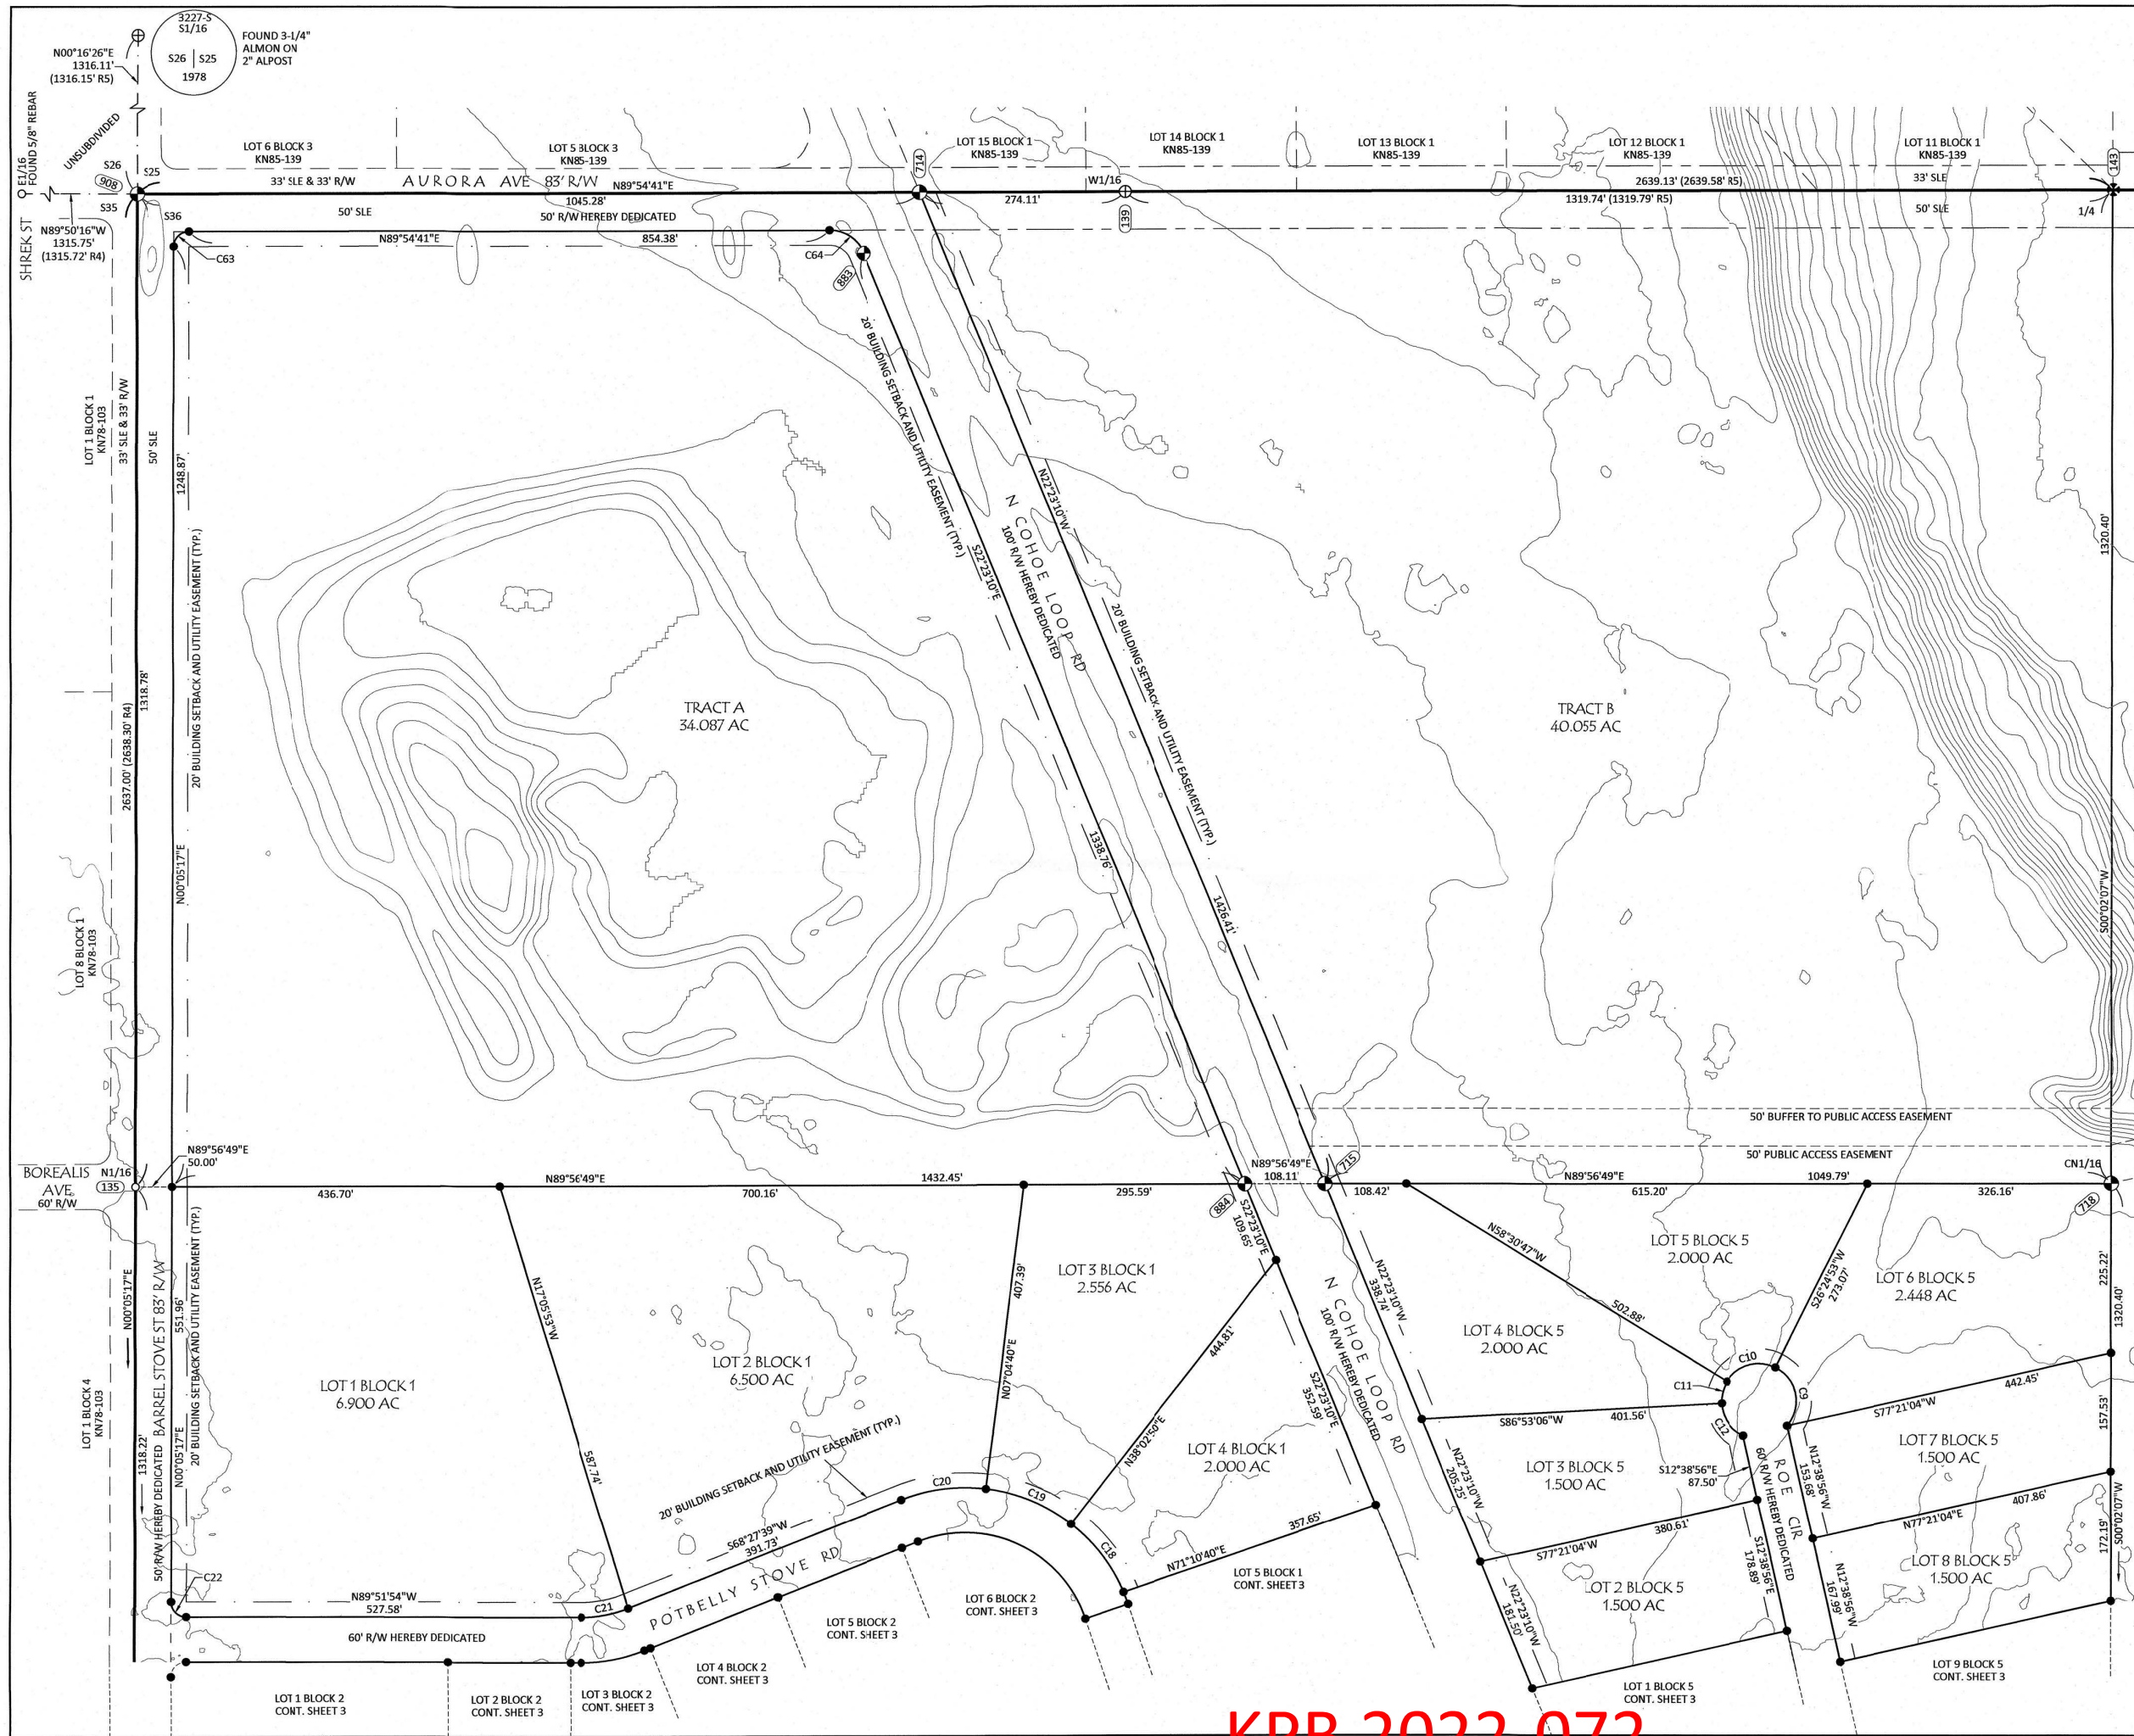 3227-S
S1/16
S26 | S25
1978
FOUND 3-1/4"
ALMON ON
2" ALPOST
N00°16'26"E
1316.11'
(1316.15' R5)
E1/16
FOUND 5/8" REBAR
UNSUBDIVIDED
S26
S25
908
S35
S36
SHREK ST
N89°50'16"W
1315.75'
(1315.72' R4)
LOT 6 BLOCK 3
KN85-139
LOT 5 BLOCK 3
KN85-139
714
LOT 15 BLOCK 1
KN85-139
LOT 14 BLOCK 1
KN85-139
LOT 13 BLOCK 1
KN85-139
LOT 12 BLOCK 1
KN85-139
LOT 11 BLOCK 1
KN85-139
143
33' SLE & 33' R/W
AURORA AVE 83' R/W
N89°54'41"E
1045.28'
50' SLE
50' R/W HEREBY DEDICATED
W1/16
274.11'
139
2639.13' (2639.58' R5)
1319.74' (1319.79' R5)
33' SLE
50' SLE
1/4
N89°54'41"E
854.38'
C63
C64
883
LOT 1 BLOCK 1
KN78-103
33' SLE & 33' R/W
50' SLE
1248.87'
20' BUILDING SETBACK AND UTILITY EASEMENT (TYP.)
1318.78'
2637.00' (2638.30' R4)
N00°05'17"E
LOT 8 BLOCK 1
KN78-103
20' BUILDING SETBACK AND UTILITY EASEMENT (TYP.)
S22°23'10"E
1338.76'
N COHOE LOOP RD
100' R/W HEREBY DEDICATED
N22°23'10"W
20' BUILDING SETBACK AND UTILITY EASEMENT (TYP.)
1426.41'
TRACT A
34.087 AC
TRACT B
40.055 AC
1320.40'
S00°02'07"W
50' BUFFER TO PUBLIC ACCESS EASEMENT
50' PUBLIC ACCESS EASEMENT
BOREALIS
AVE
60' R/W
N1/16
135
N89°56'49"E
50.00'
436.70'
N89°56'49"E
700.16'
1432.45'
295.59'
884
N89°56'49"E
108.11'
715
108.42'
N89°56'49"E
615.20'
1049.79'
326.16'
CN1/16
718
N00°05'17"E
1318.22'
LOT 1 BLOCK 4
KN78-103
50' R/W HEREBY DEDICATED
BARREL STOVE ST 83' R/W
551.96'
N00°05'17"E
20' BUILDING SETBACK AND UTILITY EASEMENT (TYP.)
LOT 1 BLOCK 1
6.900 AC
N17°05'53"W
587.74'
LOT 2 BLOCK 1
6.500 AC
N07°04'40"E
407.39'
LOT 3 BLOCK 1
2.556 AC
N38°02'50"E
444.81'
LOT 4 BLOCK 1
2.000 AC
S22°23'10"E
109.65'
S22°23'10"E
352.59'
N COHOE LOOP RD
100' R/W HEREBY DEDICATED
N22°23'10"W
338.74'
N22°23'10"W
205.25'
N22°23'10"W
181.50'
N58°30'47"W
502.88'
LOT 5 BLOCK 5
2.000 AC
S26°24'53"W
273.07'
LOT 6 BLOCK 5
2.448 AC
225.22'
1320.40'
LOT 4 BLOCK 5
2.000 AC
C10
C11
C9
C12
S86°53'06"W
401.56'
S77°21'04"W
442.45'
157.53'
LOT 3 BLOCK 5
1.500 AC
S12°38'56"E
87.50'
60' R/W HEREBY DEDICATED
ROE CIR
N12°38'56"W
153.68'
LOT 7 BLOCK 5
1.500 AC
N77°21'04"E
407.86'
S77°21'04"W
380.61'
S12°38'56"E
178.89'
N12°38'56"W
167.99'
LOT 2 BLOCK 5
1.500 AC
LOT 8 BLOCK 5
1.500 AC
172.19'
S00°02'07"W
20' BUILDING SETBACK AND UTILITY EASEMENT (TYP.)
C20
C19
C18
S68°27'39"W
391.73'
N71°10'40"E
357.65'
C22
N89°51'54"W
527.58'
C21
POTBELLY STOVE RD
60' R/W HEREBY DEDICATED
LOT 1 BLOCK 2
CONT. SHEET 3
LOT 2 BLOCK 2
CONT. SHEET 3
LOT 3 BLOCK 2
CONT. SHEET 3
LOT 4 BLOCK 2
CONT. SHEET 3
LOT 5 BLOCK 2
CONT. SHEET 3
LOT 6 BLOCK 2
CONT. SHEET 3
LOT 5 BLOCK 1
CONT. SHEET 3
LOT 1 BLOCK 5
CONT. SHEET 3
LOT 9 BLOCK 5
CONT. SHEET 3
KPB 2022-072